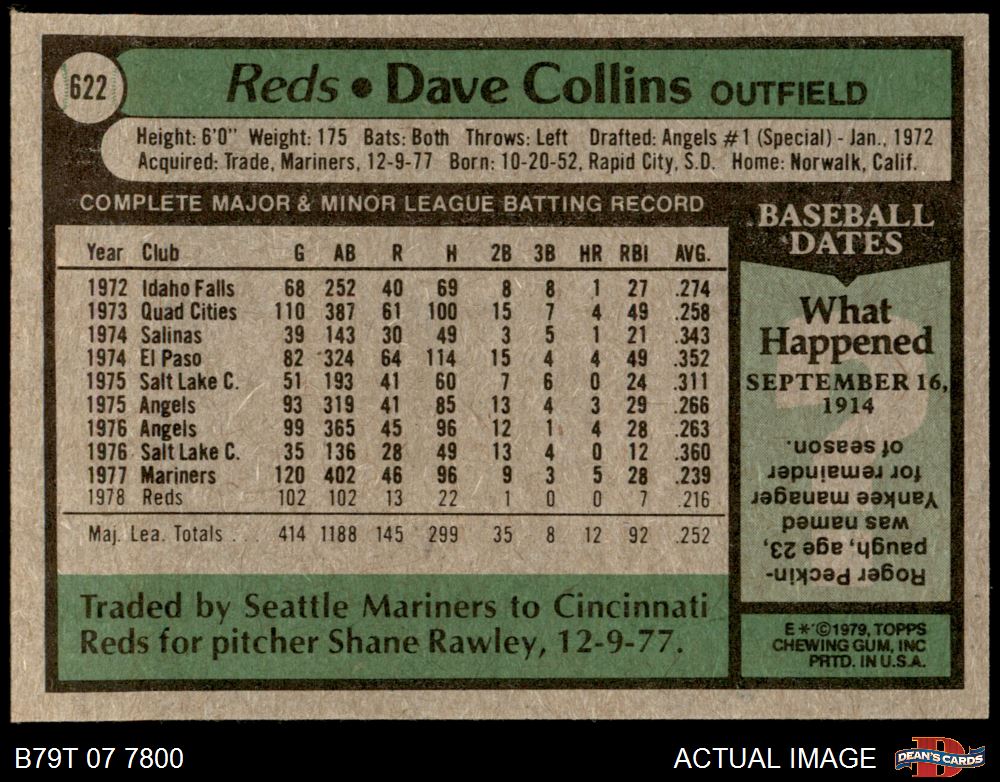 622
Reds • Dave Collins OUTFIELD
Height: 6'0" Weight: 175 Bats: Both Throws: Left Drafted: Angels #1 (Special) - Jan., 1972
Acquired: Trade, Mariners, 12-9-77 Born: 10-20-52, Rapid City, S.D. Home: Norwalk, Calif.
COMPLETE MAJOR & MINOR LEAGUE BATTING RECORD
Year Club G AB R H 2B 3B HR RBI AVG.
1972 Idaho Falls 68 252 40 69 8 8 1 27 .274
1973 Quad Cities 110 387 61 100 15 7 4 49 .258
1974 Salinas 39 143 30 49 3 5 1 21 .343
1974 El Paso 82 324 64 114 15 4 4 49 .352
1975 Salt Lake C. 51 193 41 60 7 6 0 24 .311
1975 Angels 93 319 41 85 13 4 3 29 .266
1976 Angels 99 365 45 96 12 1 4 28 .263
1976 Salt Lake C. 35 136 28 49 13 4 0 12 .360
1977 Mariners 120 402 46 96 9 3 5 28 .239
1978 Reds 102 102 13 22 1 0 0 7 .216
Maj. Lea. Totals ... 414 1188 145 299 35 8 12 92 .252
Traded by Seattle Mariners to Cincinnati
Reds for pitcher Shane Rawley, 12-9-77.
BASEBALL
DATES
What
Happened
SEPTEMBER 16,
1914
Roger Peckin-
paugh, age 23,
was named
Yankee manager
for remainder
of season.
E*©1979, TOPPS
CHEWING GUM, INC
PRTD. IN U.S.A.
B79T 07 7800
ACTUAL IMAGE
D
DEAN'S CARDS